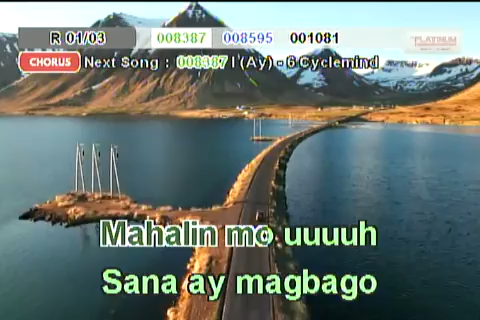 R 01/03 008387 008595 001081
PLATINUM
CHORUS Next Song : 008387 I (Ay) - 6 Cyclemind
Mahalin mo uuuuh
Sana ay magbago